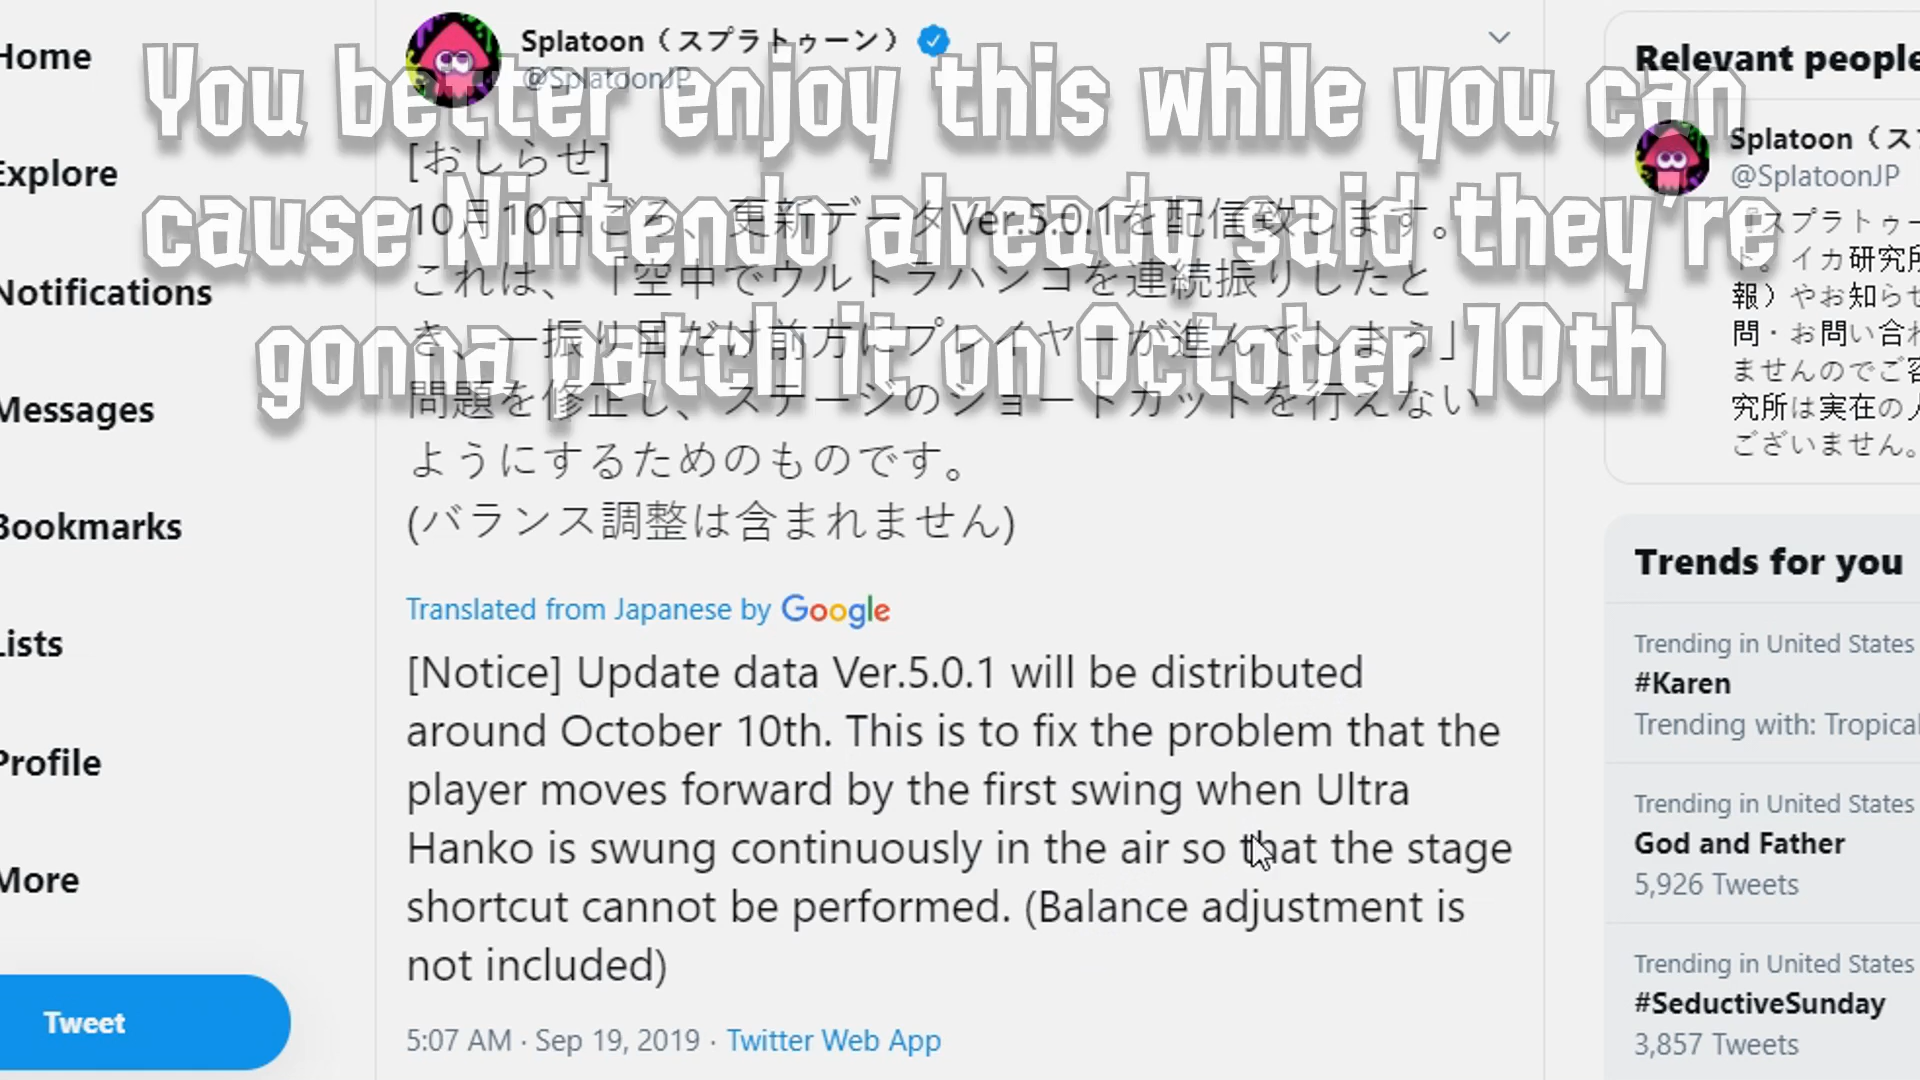 Home
Explore
Notifications
Messages
Bookmarks
Lists
Profile
More
Tweet
Splatoon（スプラトゥーン）
@SplatoonJP
You better enjoy this while you can
cause Nintendo already said they're
gonna patch it on October 10th
[おしらせ]
10月10日ごろ、更新データVer.5.0.1を配信致します。
これは、「空中でウルトラハンコを連続振りしたと
き、一振り目だけ前方にプレイヤーが進んでしまう」
問題を修正し、ステージのショートカットを行えない
ようにするためのものです。
(バランス調整は含まれません)
Translated from Japanese by Google
[Notice] Update data Ver.5.0.1 will be distributed
around October 10th. This is to fix the problem that the
player moves forward by the first swing when Ultra
Hanko is swung continuously in the air so that the stage
shortcut cannot be performed. (Balance adjustment is
not included)
5:07 AM · Sep 19, 2019 · Twitter Web App
Relevant people
Splatoon（ス
@SplatoonJP
『スプラトゥー
ト。イカ研究所
報）やお知らせ
問・お問い合わ
ませんのでご容
究所は実在の人
ございません。
Trends for you
Trending in United States
#Karen
Trending with: Tropical
Trending in United States
God and Father
5,926 Tweets
Trending in United States
#SeductiveSunday
3,857 Tweets